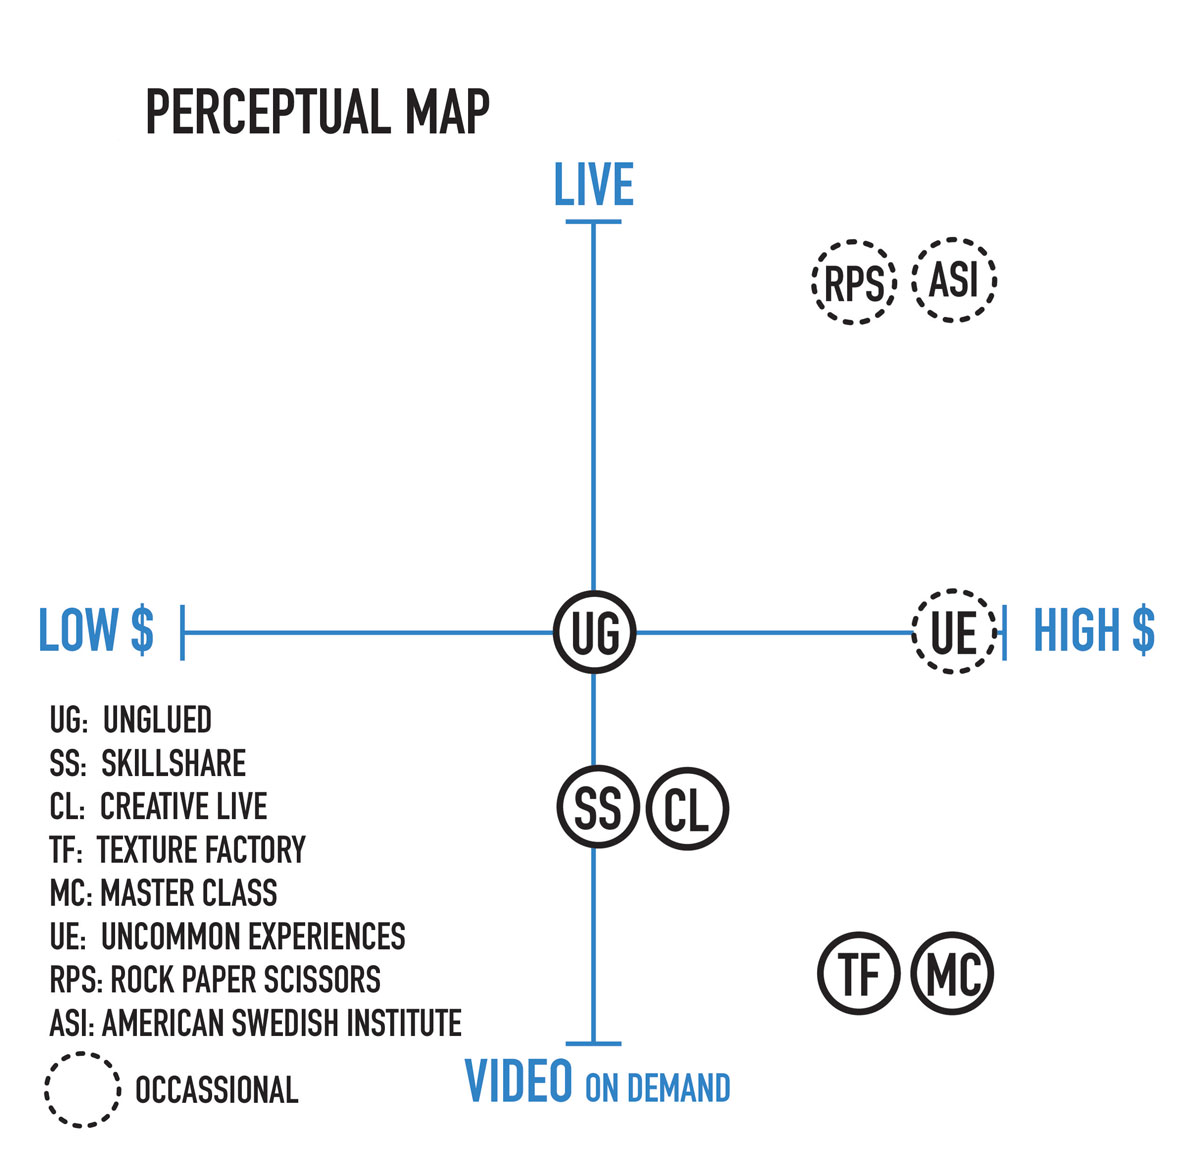 PERCEPTUAL MAP
LIVE
RPS ASI
LOW $ UG UE HIGH $
UG: UNGLUED
SS: SKILLSHARE
CL: CREATIVE LIVE
TF: TEXTURE FACTORY
MC: MASTER CLASS
UE: UNCOMMON EXPERIENCES
RPS: ROCK PAPER SCISSORS
ASI: AMERICAN SWEDISH INSTITUTE
OCCASSIONAL
SS CL
TF MC
VIDEO ON DEMAND